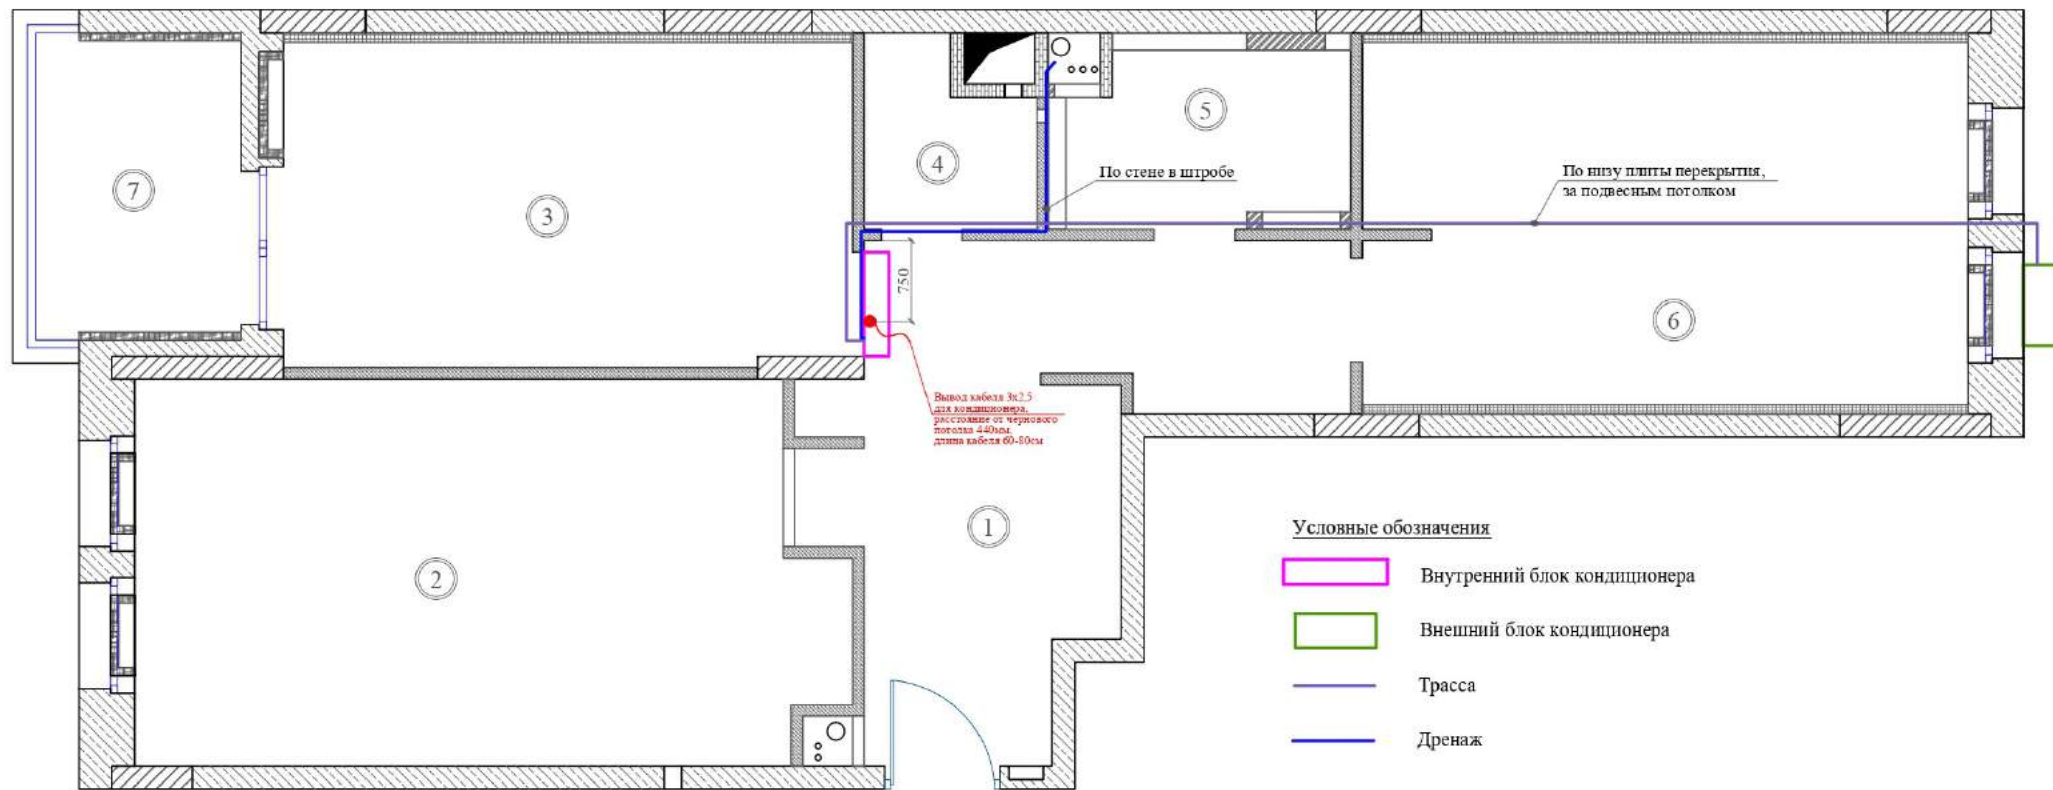 5
4
По стене в штробе
По низу плиты перекрытия,
за подвесным потолком
7
3
750
6
Вывод кабеля 3х2,5
для кондиционера,
расстояние от чернового
потолка 440мм,
длина кабеля 60-80см
1
2
Условные обозначения
Внутренний блок кондиционера
Внешний блок кондиционера
Трасса
Дренаж